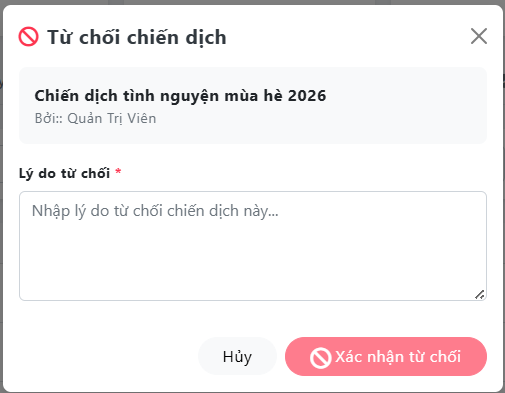 Từ chối chiến dịch
Chiến dịch tình nguyện mùa hè 2026
Bởi:: Quản Trị Viên
Lý do từ chối *
Nhập lý do từ chối chiến dịch này...
Hủy
Xác nhận từ chối